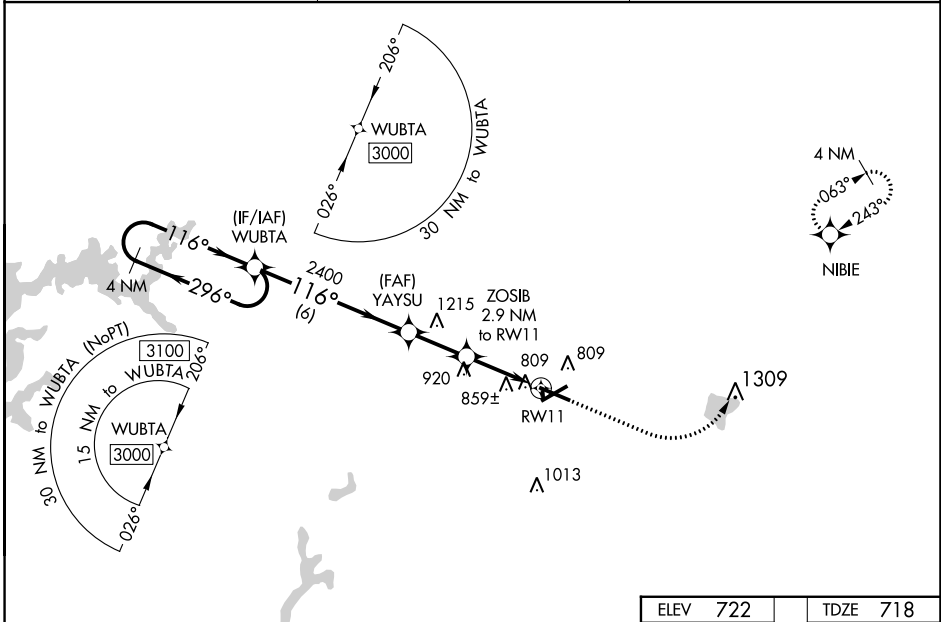 206°
WUBTA
3000
026°
30 NM to WUBTA
4 NM
063°
243°
NIBIE
(IF/IAF)
WUBTA
116°
296°
4 NM
2400
116°
(6)
(FAF)
YAYSU
1215
ZOSIB
2.9 NM
to RW11
920
859±
809
809
RW11
1309
1013
30 NM to WUBTA (NoPT)
3100
206°
15 NM to WUBTA
WUBTA
3000
026°
ELEV 722
TDZE 718